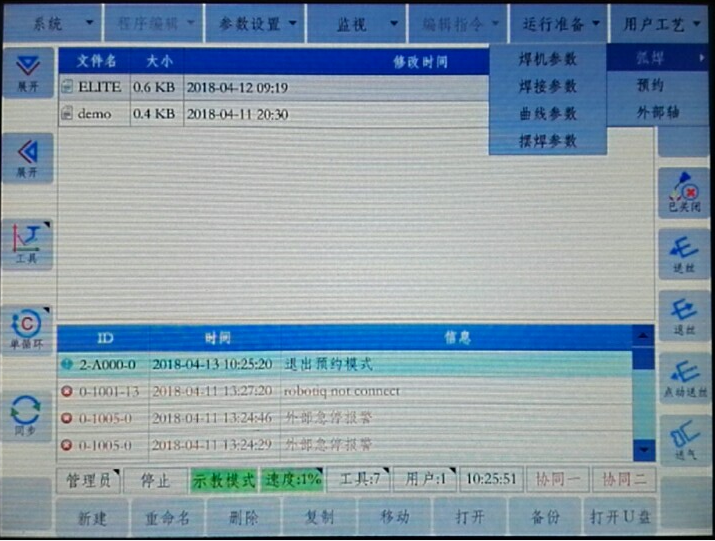 系统 程序编辑 参数设置 监视 编辑指令 运行准备 用户工艺
展开 文件名 大小 修改时间 焊机参数 弧焊
ELITE 0.6 KB 2018-04-12 09:19 焊接参数 预约
demo 0.4 KB 2018-04-11 20:30 曲线参数 外部轴
摆焊参数
展开
已关闭
工具 送丝
单循环 ID 时间 信息 送丝
2-A000-0 2018-04-13 10:25:20 退出预约模式
0-1001-13 2018-04-11 13:27:20 robotiq not connect 点动送丝
0-1005-0 2018-04-11 13:24:46 外部急停报警
同步 0-1005-0 2018-04-11 13:24:29 外部急停报警 送气
管理员 停止 示教模式 速度:1% 工具:7 用户:1 10:25:51 协同一 协同二
新建 重命名 删除 复制 移动 打开 备份 打开U盘